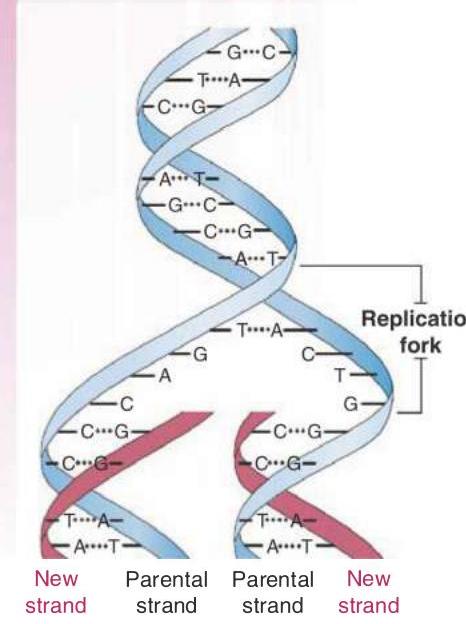 G····C
T····A
C····G
A···T
G···C
C···G
A···T
T····A
Replicatio
fork
G C
A T
C G
C···G C···G
C···G C···G
T····A T····A
A····T A····T
New Parental Parental New
strand strand strand strand